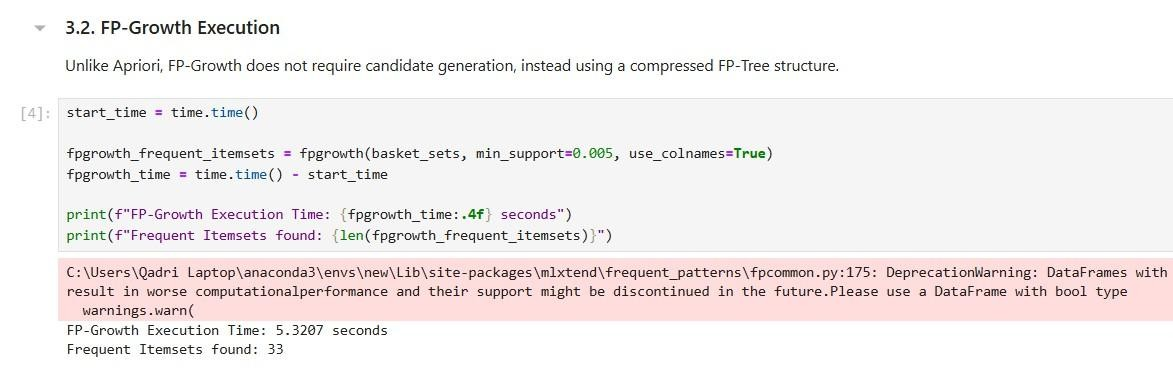 3.2. FP-Growth Execution
Unlike Apriori, FP-Growth does not require candidate generation, instead using a compressed FP-Tree structure.
[4]: start_time = time.time()
fpgrowth_frequent_itemsets = fpgrowth(basket_sets, min_support=0.005, use_colnames=True)
fpgrowth_time = time.time() - start_time
print(f"FP-Growth Execution Time: {fpgrowth_time:.4f} seconds")
print(f"Frequent Itemsets found: {len(fpgrowth_frequent_itemsets)}")
C:\Users\Qadri Laptop\anaconda3\envs\new\Lib\site-packages\mlxtend\frequent_patterns\fpcommon.py:175: DeprecationWarning: DataFrames with
result in worse computationalperformance and their support might be discontinued in the future.Please use a DataFrame with bool type
warnings.warn(
FP-Growth Execution Time: 5.3207 seconds
Frequent Itemsets found: 33